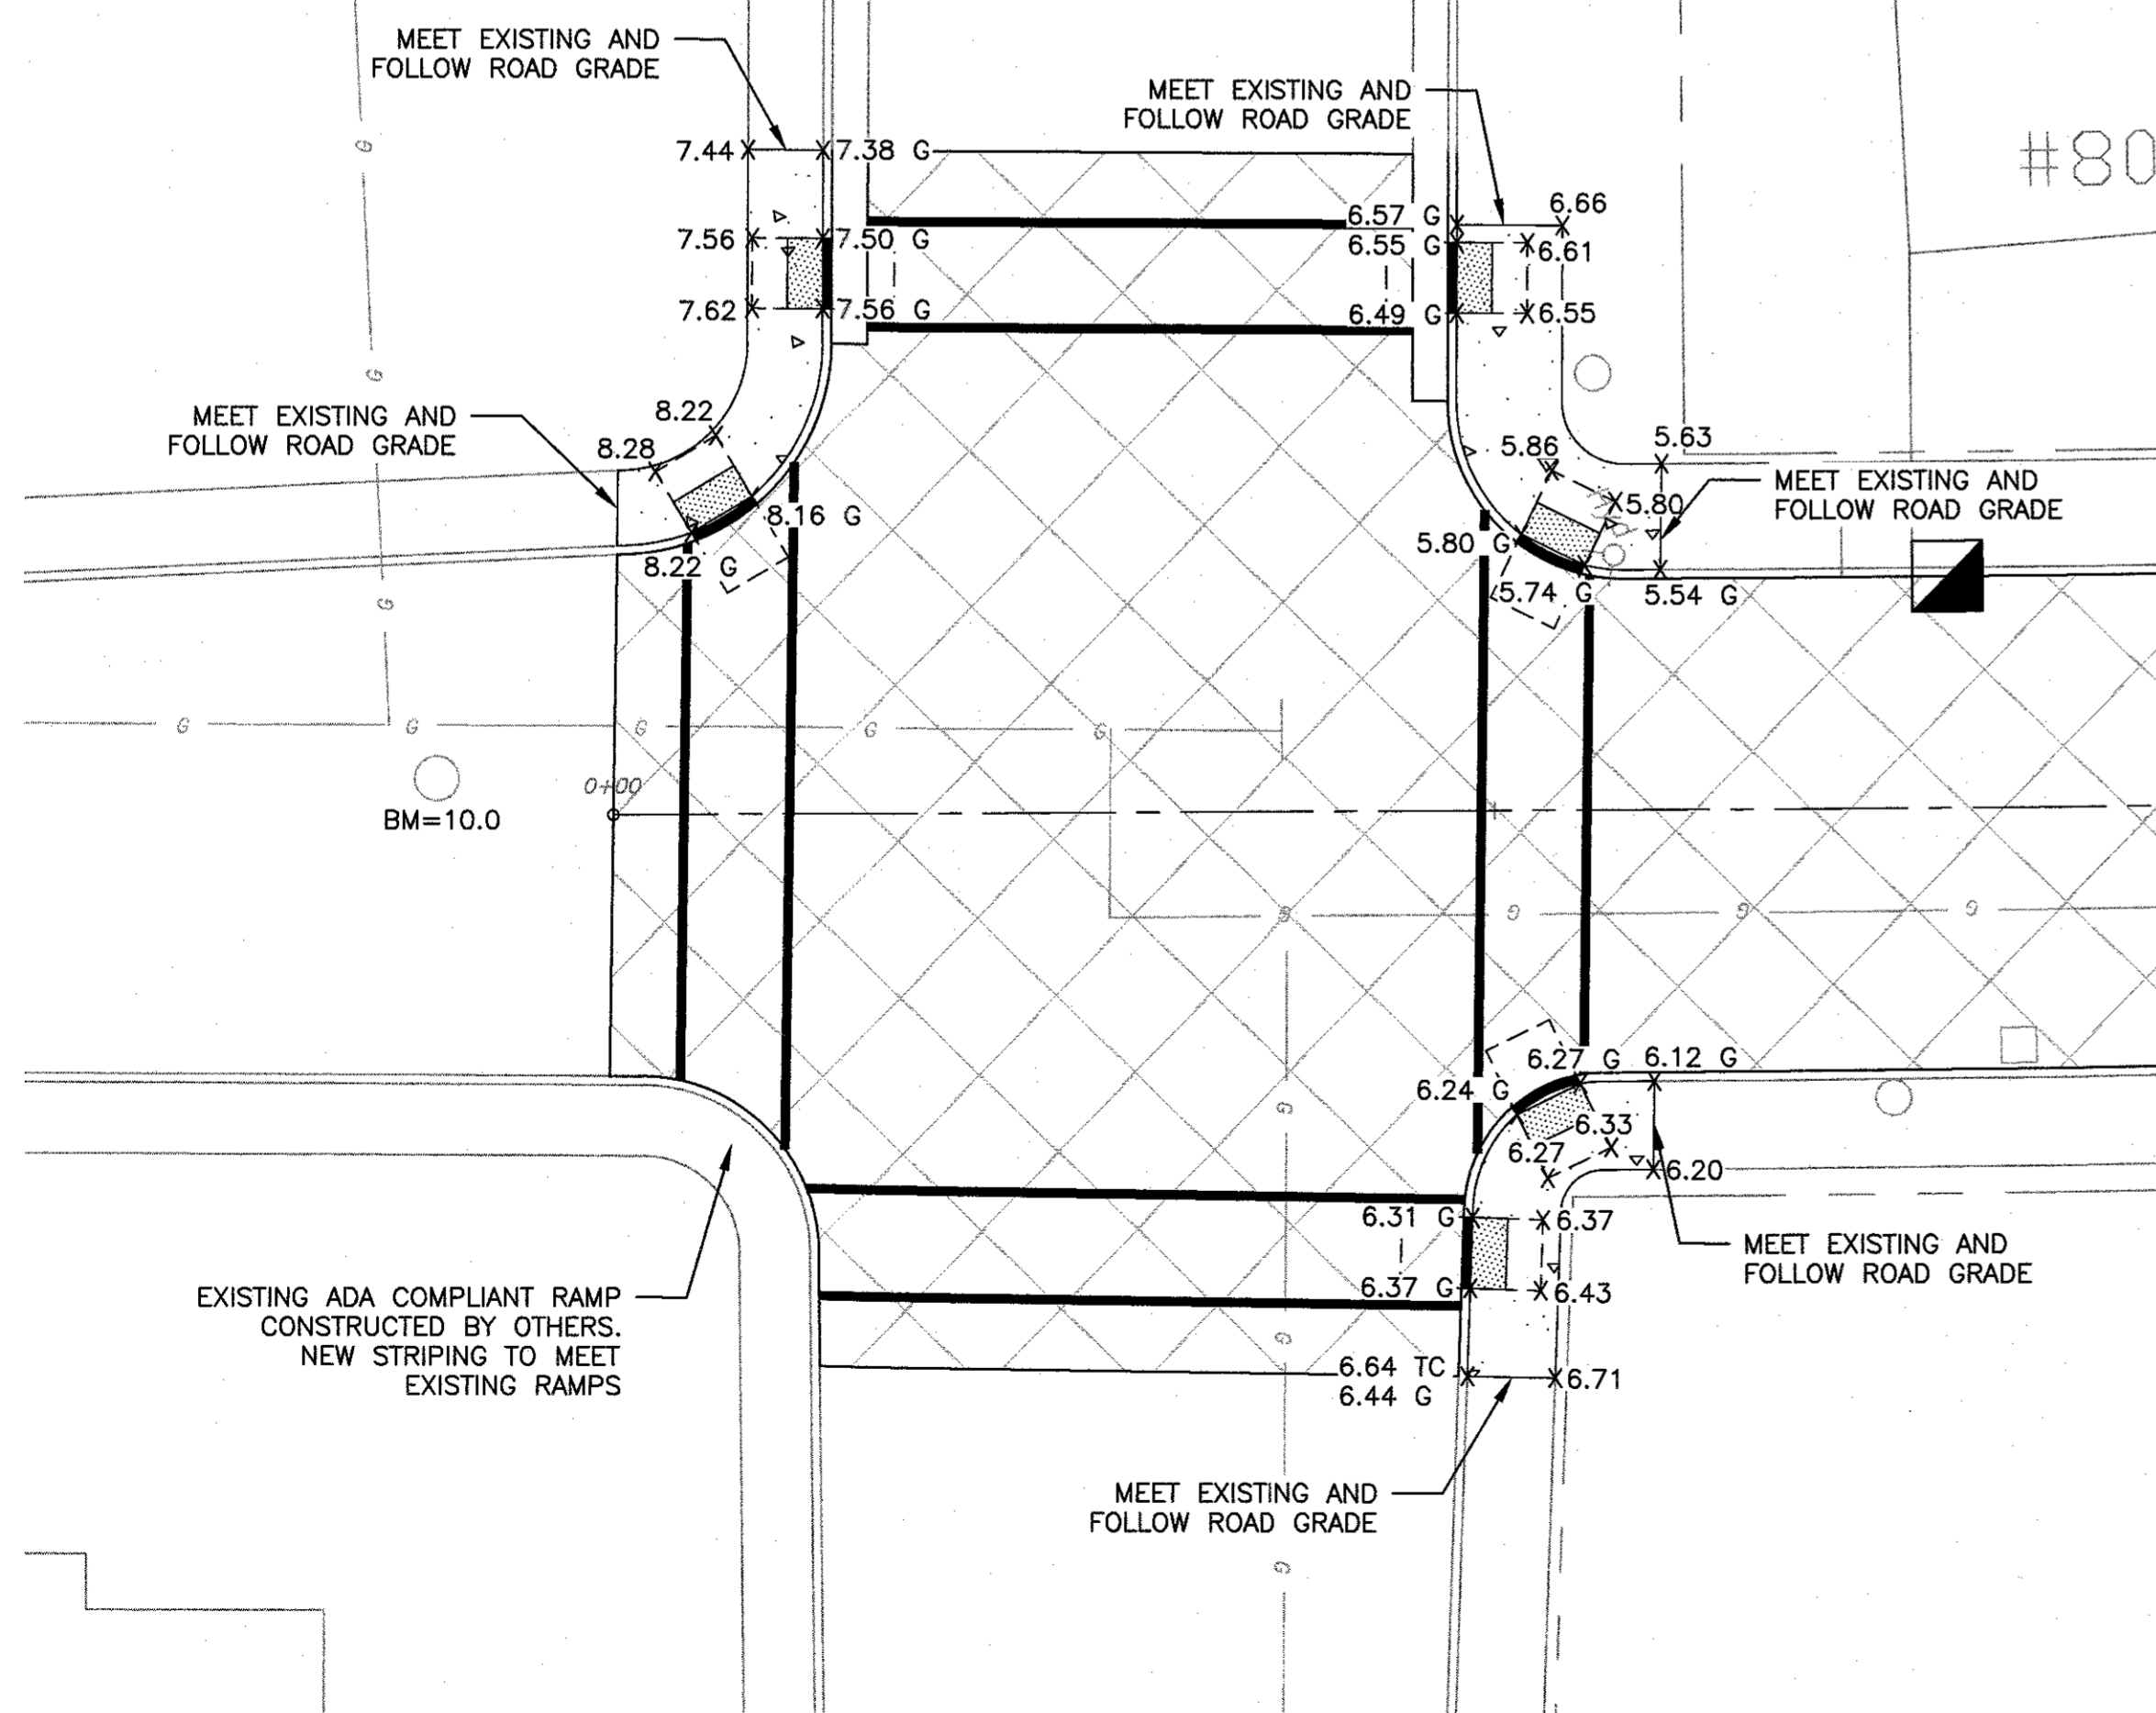 MEET EXISTING AND
FOLLOW ROAD GRADE
MEET EXISTING AND
FOLLOW ROAD GRADE
7.44
7.38 G
#80
6.57 G
6.66
7.56
7.50 G
6.55 G
6.61
7.62
7.56 G
6.49 G
6.55
MEET EXISTING AND
FOLLOW ROAD GRADE
8.22
8.28
8.16 G
8.22 G
5.86
5.63
5.80
MEET EXISTING AND
FOLLOW ROAD GRADE
5.80 G
5.74 G
5.54 G
G
G
G
G
G
G
G
G
0+00
BM=10.0
G
G
G
G
G
6.27 G
6.12 G
6.24 G
6.33
6.27
6.20
6.31 G
6.37
MEET EXISTING AND
FOLLOW ROAD GRADE
6.37 G
6.43
EXISTING ADA COMPLIANT RAMP
CONSTRUCTED BY OTHERS.
NEW STRIPING TO MEET
EXISTING RAMPS
G
6.64 TC
6.44 G
6.71
MEET EXISTING AND
FOLLOW ROAD GRADE
G